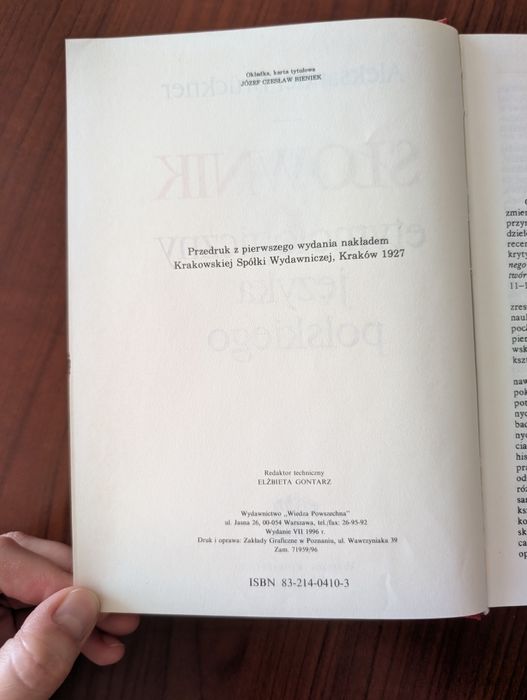 Okładka, karta tytułowa
JÓZEF CZESŁAW BIENIEK
Przedruk z pierwszego wydania nakładem
Krakowskiej Spółki Wydawniczej, Kraków 1927
Redaktor techniczny
ELŻBIETA GONTARZ
Wydawnictwo „Wiedza Powszechna"
ul. Jasna 26, 00-054 Warszawa, tel./fax: 26-95-92
Wydanie VII 1996 r.
Druk i oprawa: Zakłady Graficzne w Poznaniu, ul. Wawrzyniaka 39
Zam. 71959/96
ISBN 83-214-0410-3